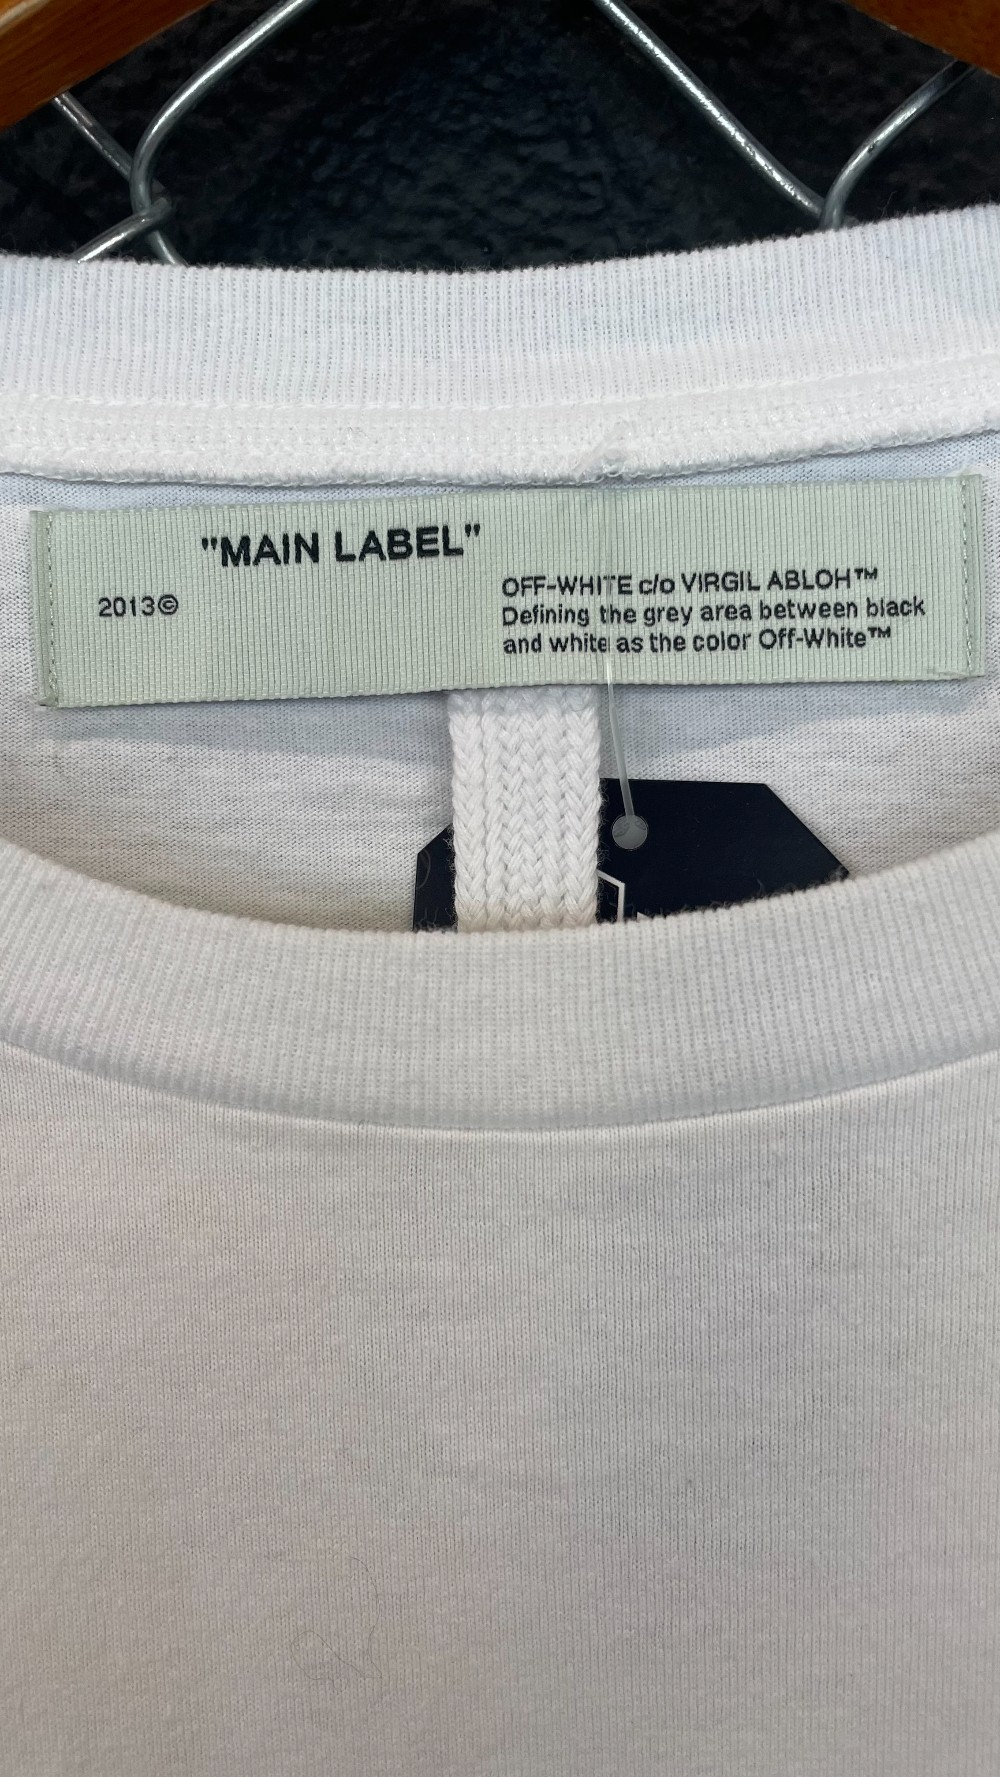 "MAIN LABEL"
2013©
OFF-WHITE c/o VIRGIL ABLOH™
Defining the grey area between black
and white as the color Off-White™